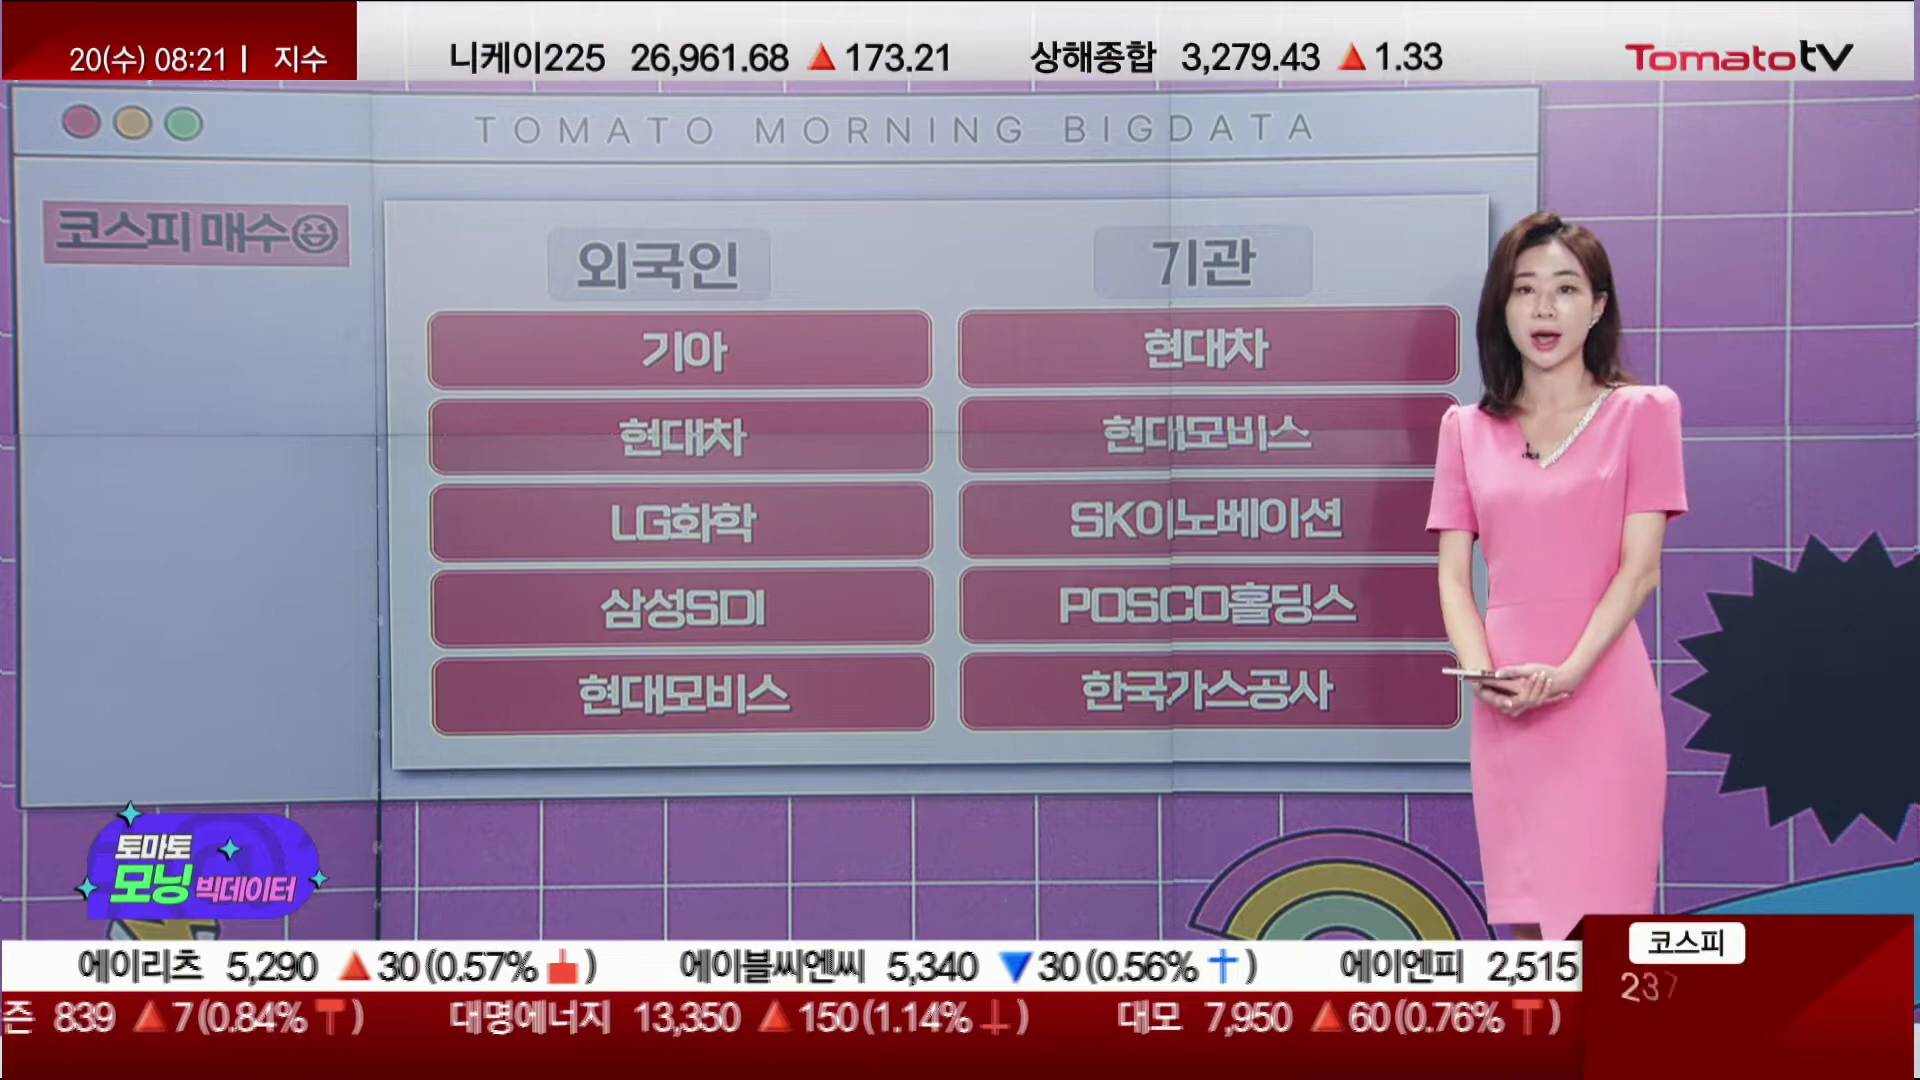 20(수) 08:21 | 지수
니케이225 26,961.68 ▲ 173.21 상해종합 3,279.43 ▲ 1.33
Tomatotv
TOMATO MORNING BIGDATA
코스피 매수
외국인
기관
기아
현대차
현대차
현대모비스
LG화학
SK이노베이션
삼성SDI
POSCO홀딩스
현대모비스
한국가스공사
토마토
모닝 빅데이터
에이리츠 5,290 ▲ 30 (0.57% ) 에이블씨엔씨 5,340 ▼ 30 (0.56% ) 에이엔피 2,515
즌 839 ▲ 7 (0.84% ) 대명에너지 13,350 ▲ 150 (1.14% ) 대모 7,950 ▲ 60 (0.76% )
코스피
237